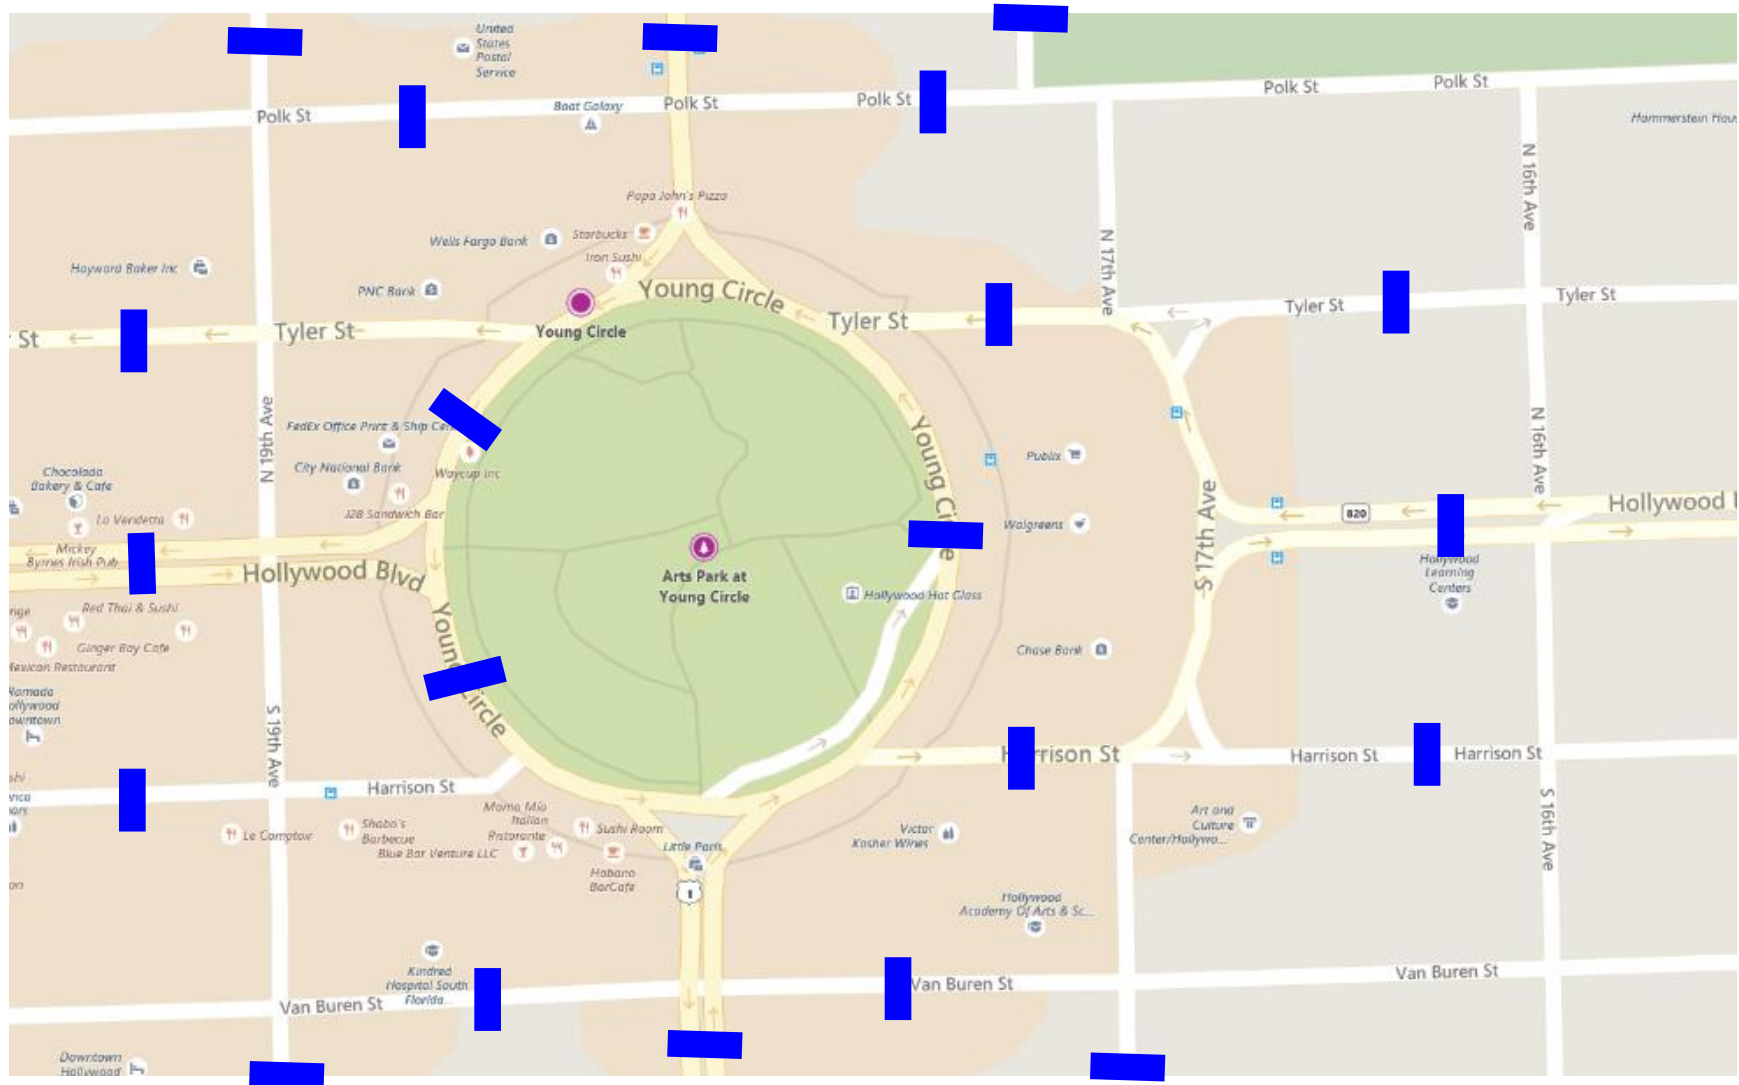 United
States
Postal
Service
Polk St
Boat Galaxy
Polk St
Polk St
Polk St
Polk St
N 16th Ave
Papa John's Pizza
Starbucks
Wells Fargo Bank
Iron Sushi
Hayward Baker Inc
PNC Bank
Young Circle
N 17th Ave
Tyler St
Tyler St
St
Tyler St
Young Circle
Tyler St
N 19th Ave
FedEx Office Print & Ship
City National Bank
Waycup Inc
J28 Sandwich Bar
Chocolada
Bakery & Cafe
La Vendetta
Mickey
Byrnes Irish Pub
Hollywood Blvd
Red Thai & Sushi
Ginger Bay Cafe
Mexican Restaurant
Young Circle
Publix
Walgreens
S 17th Ave
N 16th Ave
820
Hollywood
Hollywood
Learning
Centers
Arts Park at
Young Circle
Hollywood Hot Glass
Chase Bank
Young Circle
S 19th Ave
Harrison St
Harrison St
Harrison St
Harrison St
Le Comptoir
Shabo's
Barbecue
Blue Bar Venture LLC
Mama Mia
Italian
Ristorante
Sushi Room
Habano
BarCafe
Little Paris
1
Victor
Kosher Wines
Art and
Culture
Center/Hollywo...
S 16th Ave
Hollywood
Academy Of Arts & Sc...
Kindred
Hospital South
Florida...
Van Buren St
Van Buren St
Van Buren St
Downtown
Hollywood